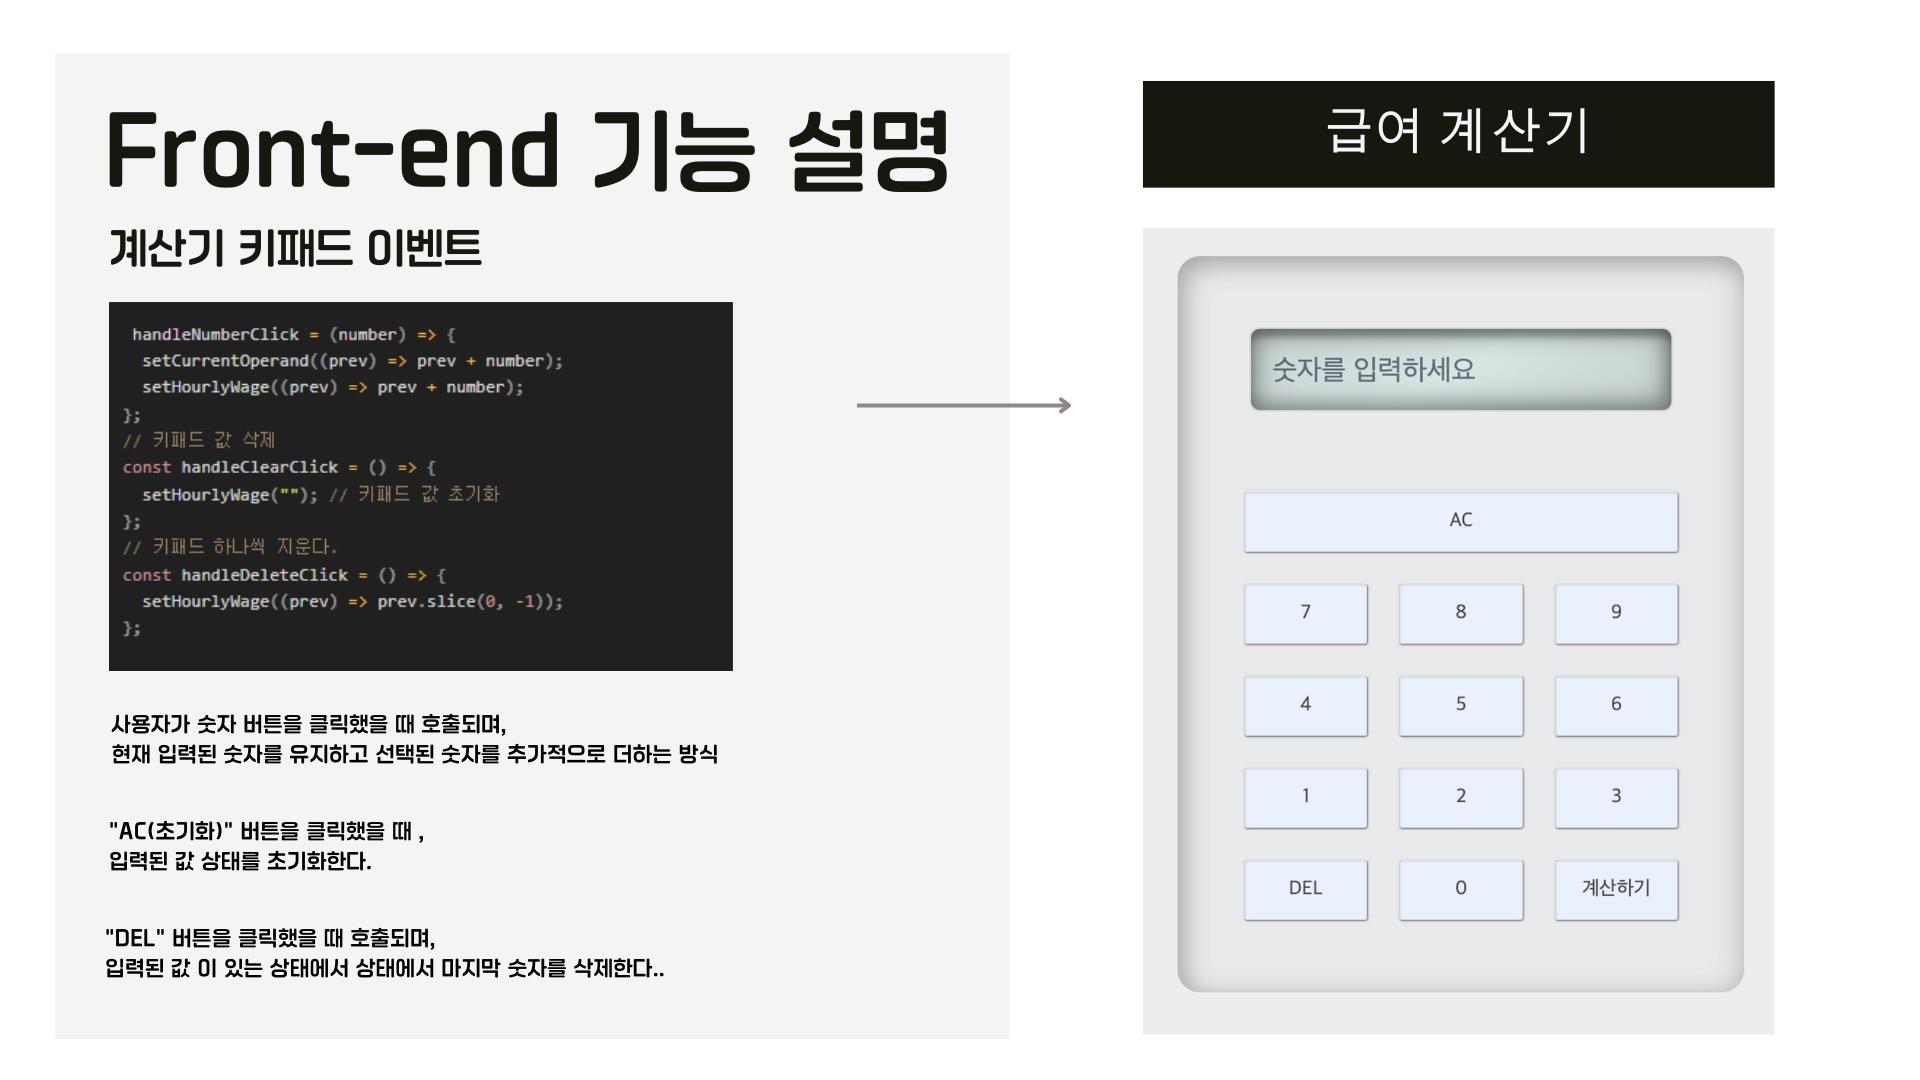 Front-end 기능 설명
계산기 키패드 이벤트
handleNumberClick = (number) => {
setCurrentOperand((prev) => prev + number);
setHourlyWage((prev) => prev + number);
};
// 키패드 값 삭제
const handleClearClick = () => {
setHourlyWage(""); // 키패드 값 초기화
};
// 키패드 하나씩 지운다.
const handleDeleteClick = () => {
setHourlyWage((prev) => prev.slice(0, -1));
};
사용자가 숫자 버튼을 클릭했을 때 호출되며,
현재 입력된 숫자를 유지하고 선택된 숫자를 추가적으로 더하는 방식
"AC(초기화)" 버튼을 클릭했을 때 ,
입력된 값 상태를 초기화한다.
"DEL" 버튼을 클릭했을 때 호출되며,
입력된 값 이 있는 상태에서 상태에서 마지막 숫자를 삭제한다..
급여 계산기
숫자를 입력하세요
AC
7 8 9
4 5 6
1 2 3
DEL 0 계산하기